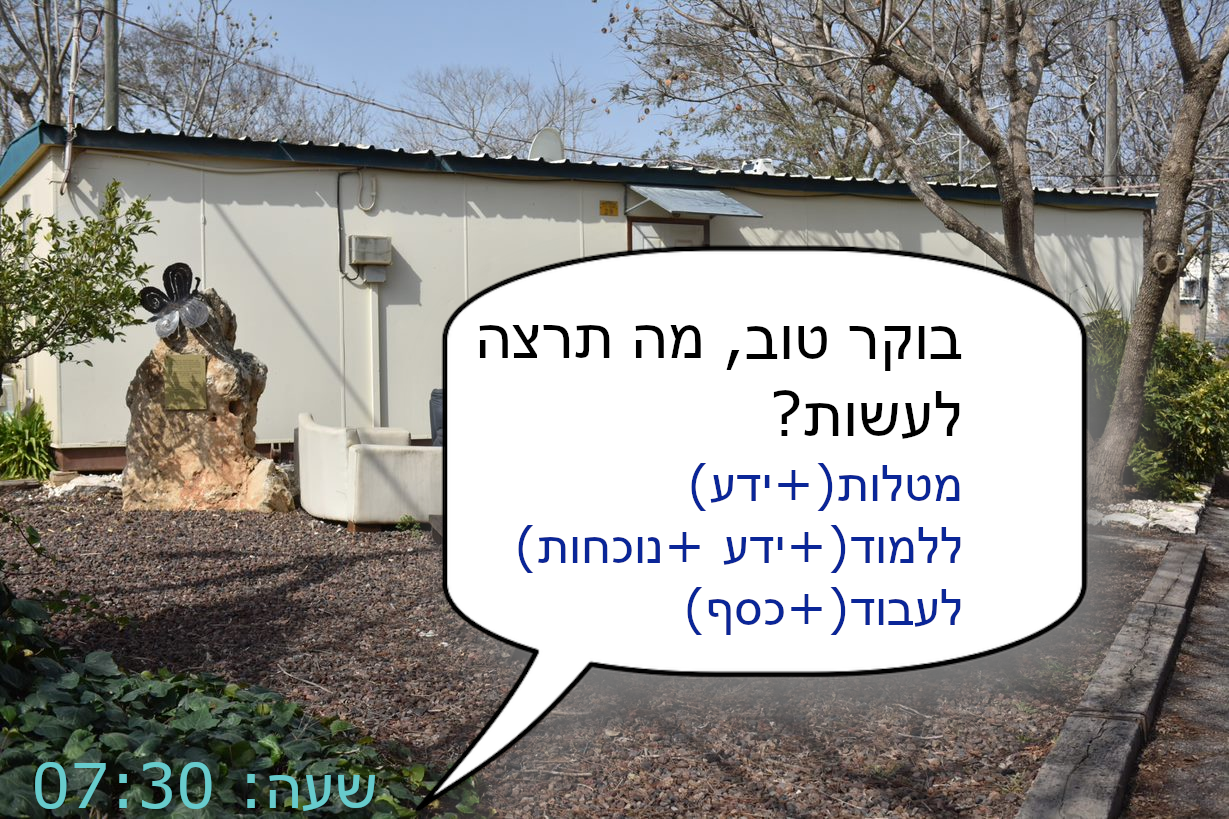 בוקר טוב, מה תרצה
לעשות?
מטלות(+ידע)
ללמוד(+ידע +נוכחות)
לעבוד(+כסף)
שעה: 07:30